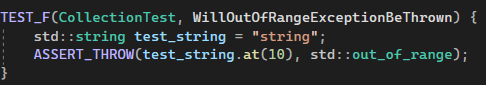 TEST_F(CollectionTest, WillOutOfRangeExceptionBeThrown) {
    std::string test_string = "string";
    ASSERT_THROW(test_string.at(10), std::out_of_range);
}